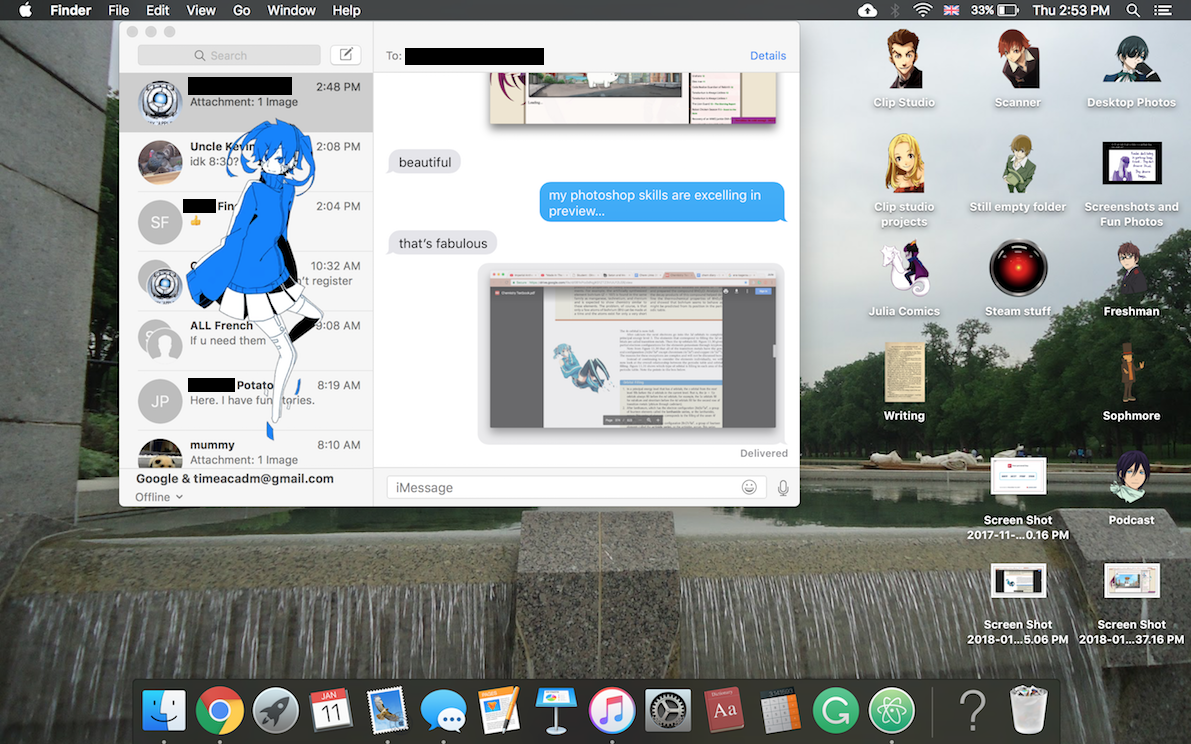 Finder File Edit View Go Window Help
33% Thu 2:53 PM
Search
To:
Details
2:48 PM
Attachment: 1 Image
Uncle Kevin
2:08 PM
idk 8:30?
SF
Fin
2:04 PM
10:32 AM
't register
ALL French
9:08 AM
If you need them
JP
Potato
8:19 AM
Here. I have fun
tories.
mummy
8:10 AM
Attachment: 1 Image
Google & timeacadm@gmail.com
Offline
Loading...
beautiful
my photoshop skills are excelling in
preview...
that's fabulous
Delivered
iMessage
Clip Studio
Scanner
Desktop Photos
Clip studio
projects
Still empty folder
Screenshots and
Fun Photos
Julia Comics
Steam stuff
Freshman
Writing
Sophmore
Screen Shot
2017-11-...0.16 PM
Podcast
Screen Shot
2018-01...5.06 PM
Screen Shot
2018-01...37.16 PM
JAN
11
PAGES
Dictionary
Aa